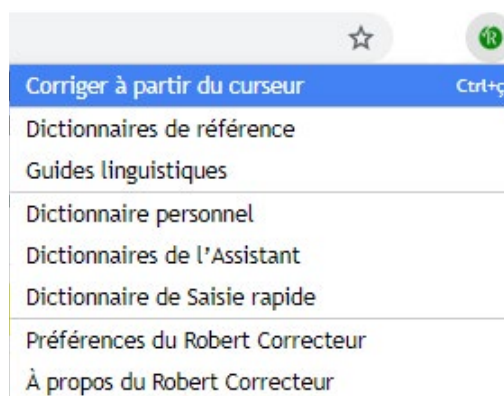 R
Corriger à partir du curseur Ctrl+ç
Dictionnaires de référence
Guides linguistiques
Dictionnaire personnel
Dictionnaires de l’Assistant
Dictionnaire de Saisie rapide
Préférences du Robert Correcteur
À propos du Robert Correcteur